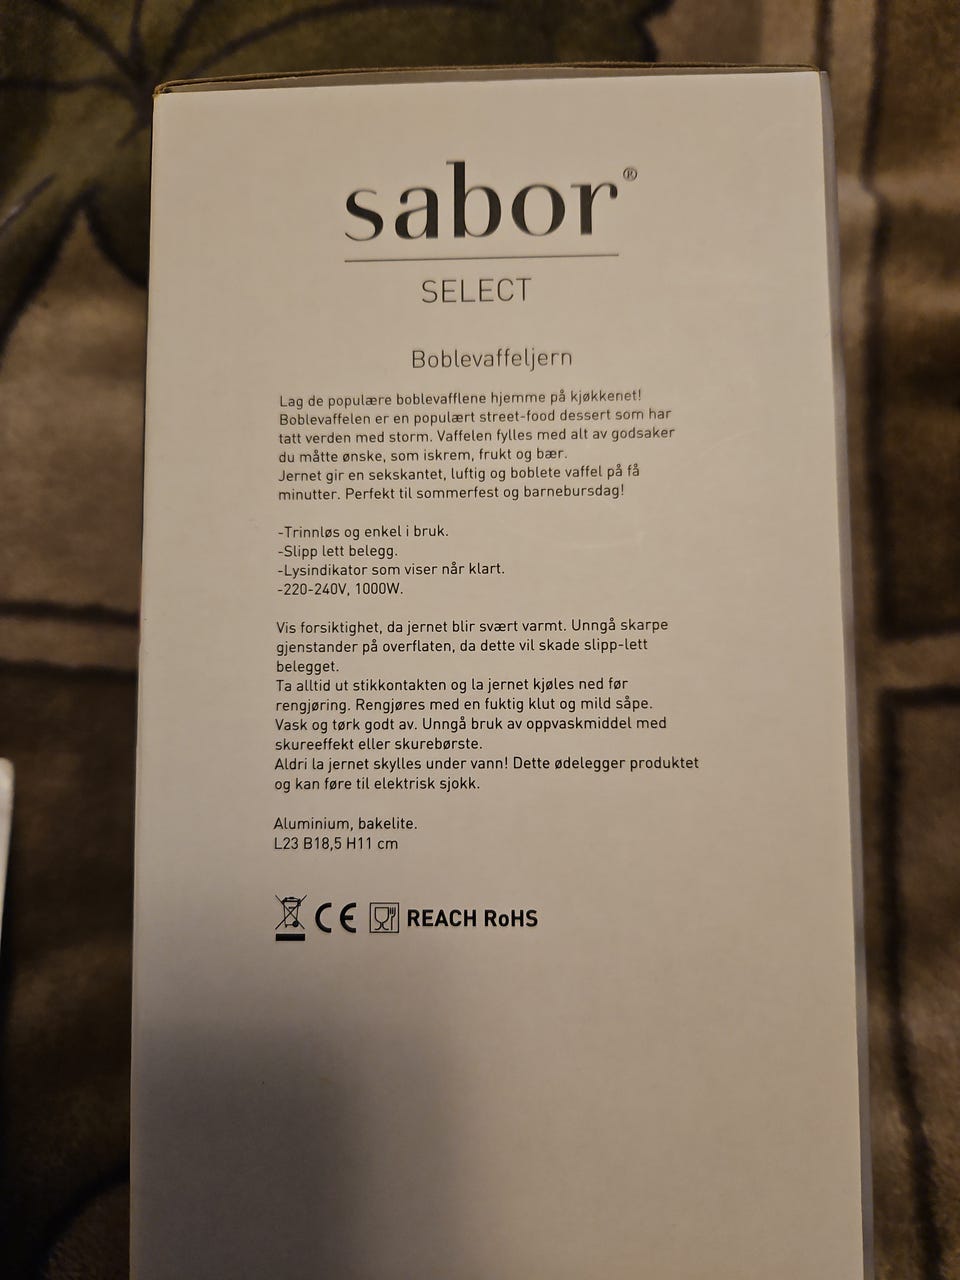 sabor®
SELECT
Boblevaffeljern
Lag de populære boblevafflene hjemme på kjøkkenet!
Boblevaffelen er en populært street-food dessert som har
tatt verden med storm. Vaffelen fylles med alt av godsaker
du måtte ønske, som iskrem, frukt og bær.
Jernet gir en sekskantet, luftig og boblete vaffel på få
minutter. Perfekt til sommerfest og barnebursdag!
-Trinnløs og enkel i bruk.
-Slipp lett belegg.
-Lysindikator som viser når klart.
-220-240V, 1000W.
Vis forsiktighet, da jernet blir svært varmt. Unngå skarpe
gjenstander på overflaten, da dette vil skade slipp-lett
belegget.
Ta alltid ut stikkontakten og la jernet kjøles ned før
rengjøring. Rengjøres med en fuktig klut og mild såpe.
Vask og tørk godt av. Unngå bruk av oppvaskmiddel med
skureeffekt eller skurebørste.
Aldri la jernet skylles under vann! Dette ødelegger produktet
og kan føre til elektrisk sjokk.
Aluminium, bakelite.
L23 B18,5 H11 cm
CE REACH RoHS